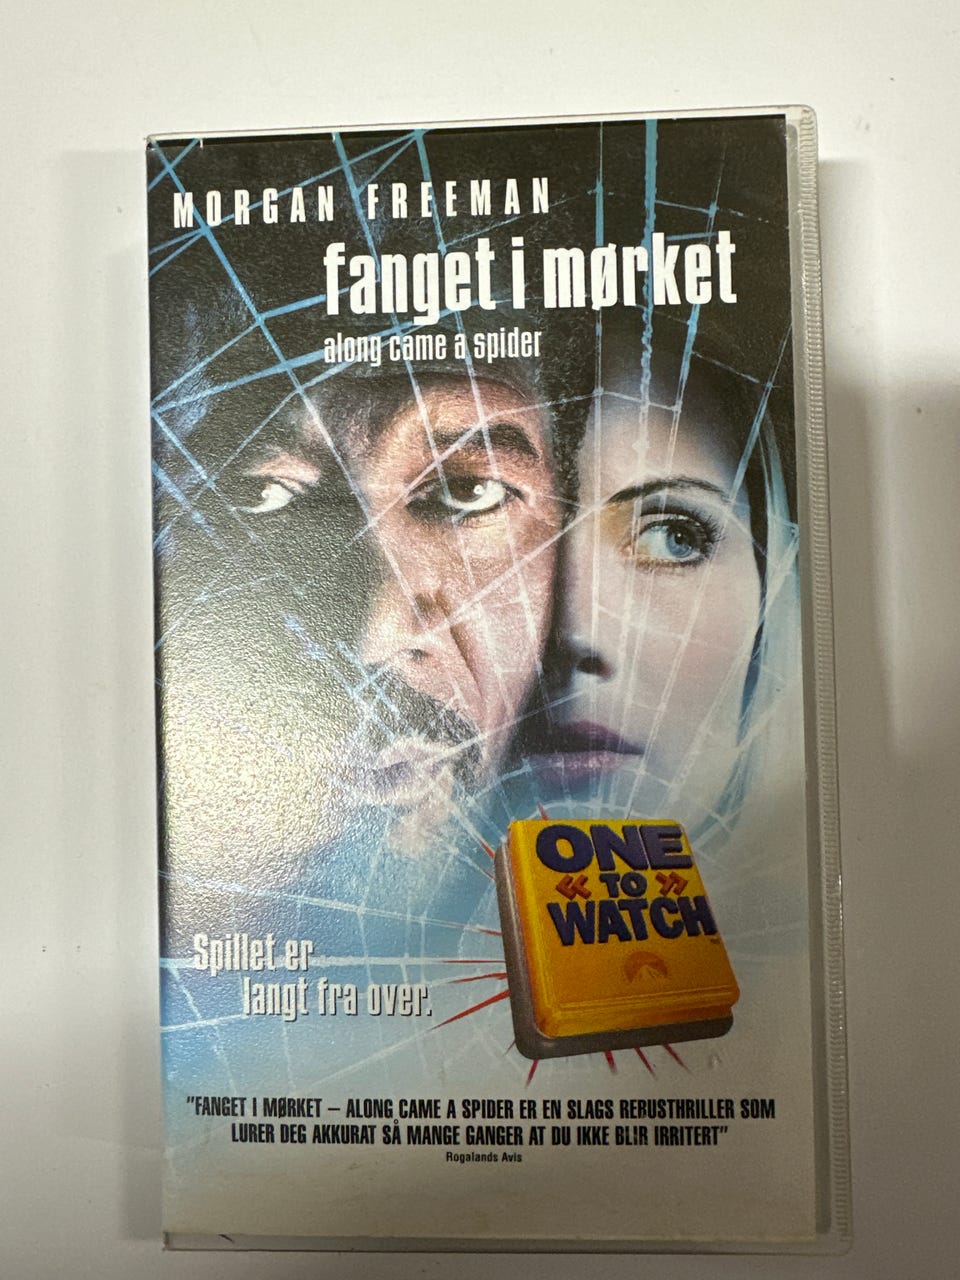 MORGAN FREEMAN
fanget i mørket
along came a spider
ONE
« TO »
WATCH™
Spillet er
langt fra over.
"FANGET I MØRKET – ALONG CAME A SPIDER ER EN SLAGS REBUSTHRILLER SOM
LURER DEG AKKURAT SÅ MANGE GANGER AT DU IKKE BLIR IRRITERT"
Rogalands Avis